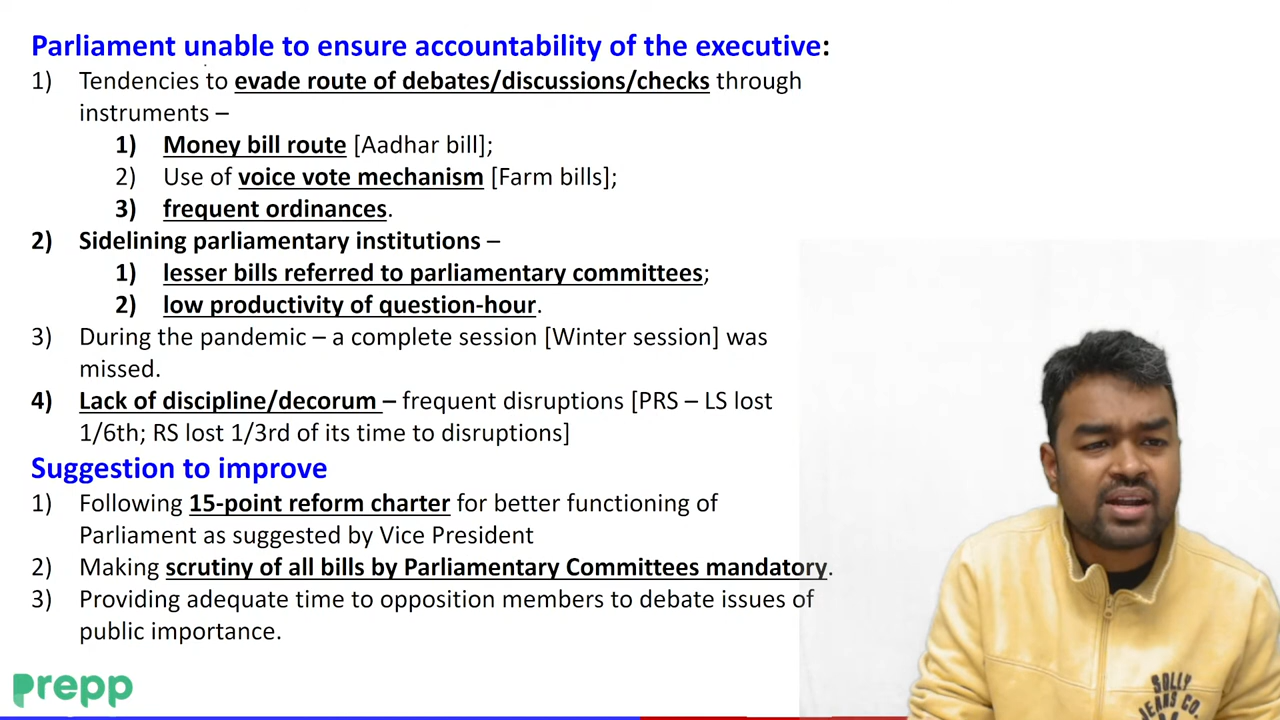 Parliament unable to ensure accountability of the executive:
1) Tendencies to evade route of debates/discussions/checks through
instruments –
1) Money bill route [Aadhar bill];
2) Use of voice vote mechanism [Farm bills];
3) frequent ordinances.
2) Sidelining parliamentary institutions –
1) lesser bills referred to parliamentary committees;
2) low productivity of question-hour.
3) During the pandemic – a complete session [Winter session] was
missed.
4) Lack of discipline/decorum – frequent disruptions [PRS – LS lost
1/6th; RS lost 1/3rd of its time to disruptions]
Suggestion to improve
1) Following 15-point reform charter for better functioning of
Parliament as suggested by Vice President
2) Making scrutiny of all bills by Parliamentary Committees mandatory.
3) Providing adequate time to opposition members to debate issues of
public importance.
prepp
SOLLY
JEANS CO.